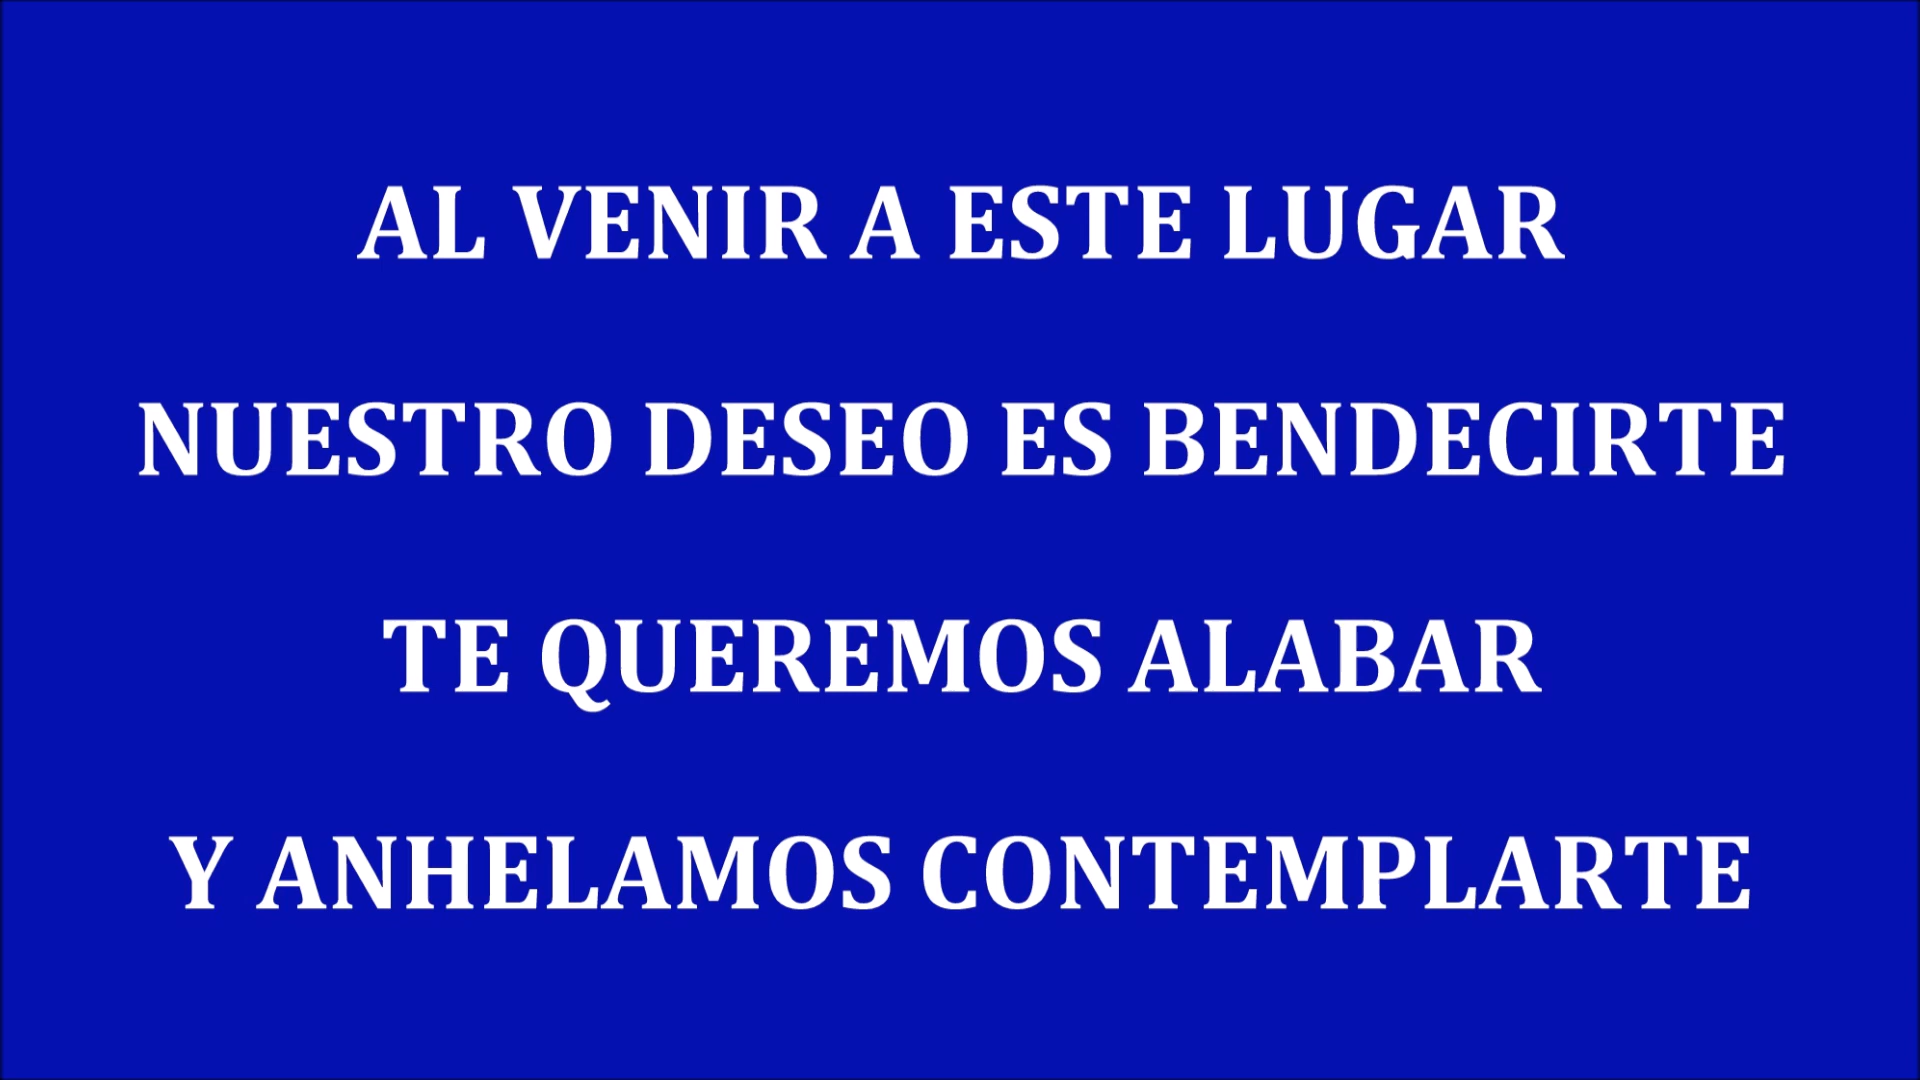 AL VENIR A ESTE LUGAR
NUESTRO DESEO ES BENDECIRTE
TE QUEREMOS ALABAR
Y ANHELAMOS CONTEMPLARTE